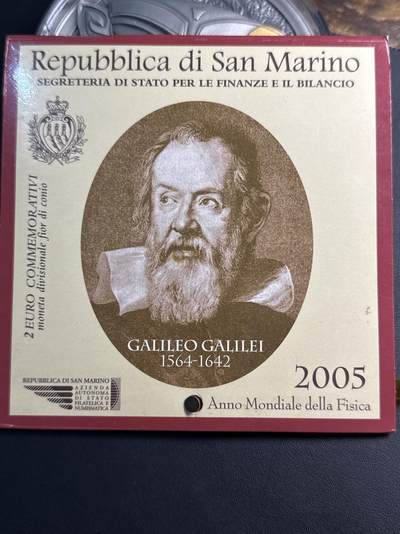 Repubblica di San Marino
SEGRETERIA DI STATO PER LE FINANZE E IL BILANCIO
2 EURO COMMEMORATIVI
moneta divisionale fior di conio
GALILEO GALILEI
1564-1642
REPUBBLICA DI SAN MARINO
AZIENDA
AUTONOMA
DI STATO
FILATELICA E
NUMISMATICA
2005
Anno Mondiale della Fisica